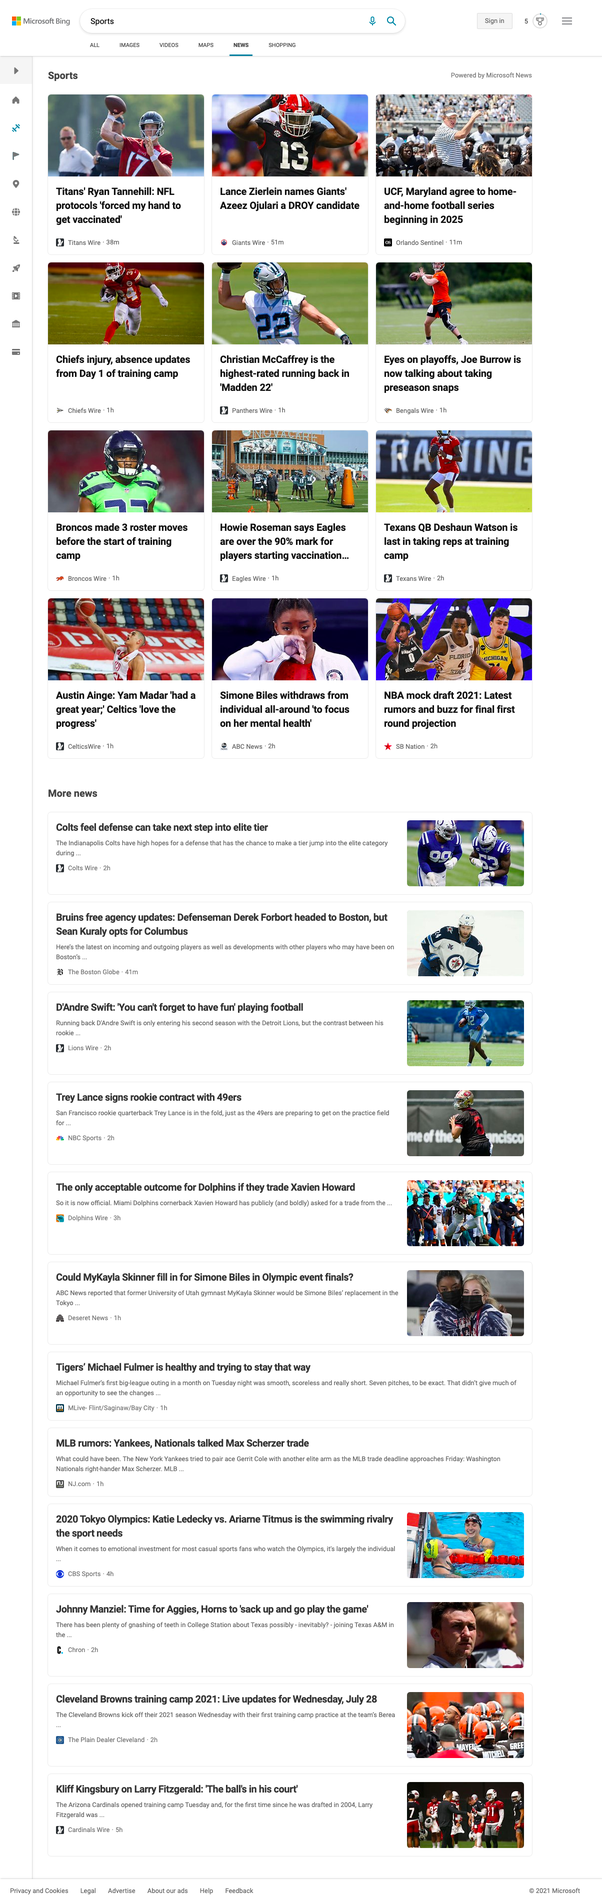 Microsoft Bing
Sports
Sign in
5
ALL
IMAGES
VIDEOS
MAPS
NEWS
SHOPPING
Sports
Powered by Microsoft News
Titans' Ryan Tannehill: NFL
protocols 'forced my hand to
get vaccinated'
Titans Wire · 38m
Lance Zierlein names Giants'
Azeez Ojulari a DROY candidate
Giants Wire · 51m
UCF, Maryland agree to home-
and-home football series
beginning in 2025
Orlando Sentinel · 11m
Chiefs injury, absence updates
from Day 1 of training camp
Chiefs Wire · 1h
Christian McCaffrey is the
highest-rated running back in
'Madden 22'
Panthers Wire · 1h
Eyes on playoffs, Joe Burrow is
now talking about taking
preseason snaps
Bengals Wire · 1h
Broncos made 3 roster moves
before the start of training
camp
Broncos Wire · 1h
Howie Roseman says Eagles
are over the 90% mark for
players starting vaccination...
Eagles Wire · 1h
TRAINING
Texans QB Deshaun Watson is
last in taking reps at training
camp
Texans Wire · 2h
Austin Ainge: Yam Madar 'had a
great year;' Celtics 'love the
progress'
CelticsWire · 1h
Simone Biles withdraws from
individual all-around 'to focus
on her mental health'
ABC News · 2h
NBA mock draft 2021: Latest
rumors and buzz for final first
round projection
SB Nation · 2h
More news
Colts feel defense can take next step into elite tier
The Indianapolis Colts have high hopes for a defense that has the chance to make a tier jump into the elite category
during ...
Colts Wire · 2h
Bruins free agency updates: Defenseman Derek Forbort headed to Boston, but
Sean Kuraly opts for Columbus
Here's the latest on incoming and outgoing players as well as developments with other players who may have been on
Boston's ...
The Boston Globe · 41m
D'Andre Swift: 'You can't forget to have fun' playing football
Running back D'Andre Swift is only entering his second season with the Detroit Lions, but the contrast between his
rookie ...
Lions Wire · 2h
Trey Lance signs rookie contract with 49ers
San Francisco rookie quarterback Trey Lance is in the fold, just as the 49ers are preparing to get on the practice field
for ...
NBC Sports · 2h
The only acceptable outcome for Dolphins if they trade Xavien Howard
So it is now official. Miami Dolphins cornerback Xavien Howard has publicly (and boldly) asked for a trade from the ...
Dolphins Wire · 3h
Could MyKayla Skinner fill in for Simone Biles in Olympic event finals?
ABC News reported that former University of Utah gymnast MyKayla Skinner would be Simone Biles' replacement in the
Tokyo ...
Deseret News · 1h
Tigers' Michael Fulmer is healthy and trying to stay that way
Michael Fulmer's first big-league outing in a month on Tuesday night was smooth, scoreless and really short. Seven pitches, to be exact. That didn't give much of
an opportunity to see the changes ...
MLive- Flint/Saginaw/Bay City · 1h
MLB rumors: Yankees, Nationals talked Max Scherzer trade
What could have been. The New York Yankees tried to pair ace Gerrit Cole with another elite arm as the MLB trade deadline approaches Friday: Washington
Nationals right-hander Max Scherzer. MLB ...
NJ.com · 1h
2020 Tokyo Olympics: Katie Ledecky vs. Ariarne Titmus is the swimming rivalry
the sport needs
When it comes to emotional investment for most casual sports fans who watch the Olympics, it's largely the individual
...
CBS Sports · 4h
Johnny Manziel: Time for Aggies, Horns to 'sack up and go play the game'
There has been plenty of gnashing of teeth in College Station about Texas possibly - inevitably? - joining Texas A&M in
the ...
Chron · 2h
Cleveland Browns training camp 2021: Live updates for Wednesday, July 28
The Cleveland Browns kick off their 2021 season Wednesday with their first training camp practice at the team's Berea
...
The Plain Dealer Cleveland · 2h
Kliff Kingsbury on Larry Fitzgerald: 'The ball's in his court'
The Arizona Cardinals opened training camp Tuesday and, for the first time since he was drafted in 2004, Larry
Fitzgerald was ...
Cardinals Wire · 5h
Privacy and Cookies
Legal
Advertise
About our ads
Help
Feedback
© 2021 Microsoft